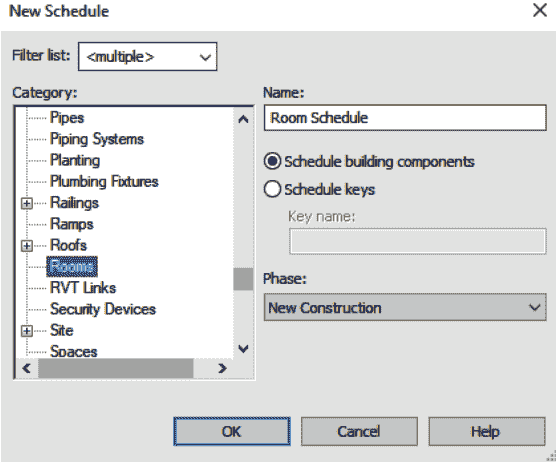 New Schedule
Filter list: <multiple>
Category:
Pipes
Piping Systems
Planting
Plumbing Fixtures
Railings
Ramps
Roofs
Rooms
RVT Links
Security Devices
Site
Spaces
Name:
Room Schedule
Schedule building components
Schedule keys
Key name:
Phase:
New Construction
OK Cancel Help